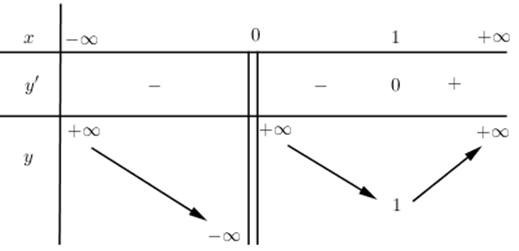 x −∞ 0 1 +∞
y′ − − 0 +
+∞ +∞ +∞
y
1
−∞